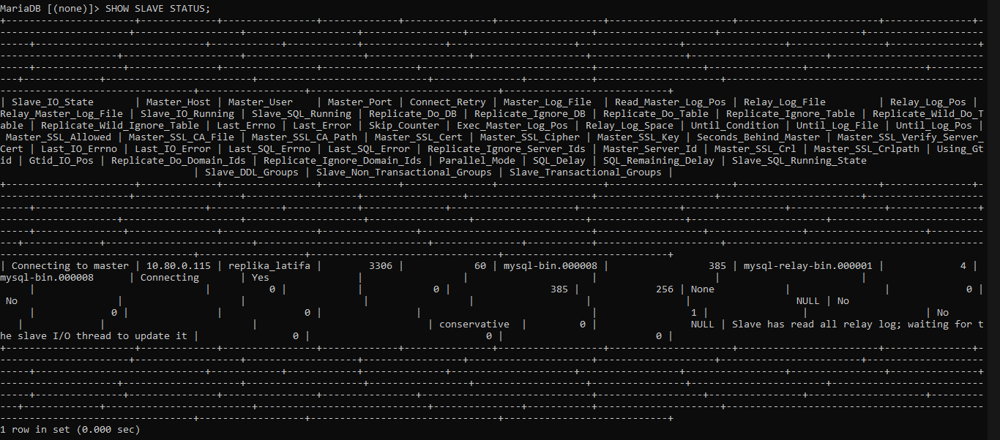 MariaDB [(none)]> SHOW SLAVE STATUS;
| Slave_IO_State | Master_Host | Master_User | Master_Port | Connect_Retry | Master_Log_File | Read_Master_Log_Pos | Relay_Log_File | Relay_Log_Pos |
Relay_Master_Log_File | Slave_IO_Running | Slave_SQL_Running | Replicate_Do_DB | Replicate_Ignore_DB | Replicate_Do_Table | Replicate_Ignore_Table | Replicate_Wild_Do_T
able | Replicate_Wild_Ignore_Table | Last_Errno | Last_Error | Skip_Counter | Exec_Master_Log_Pos | Relay_Log_Space | Until_Condition | Until_Log_File | Until_Log_Pos |
Master_SSL_Allowed | Master_SSL_CA_File | Master_SSL_CA_Path | Master_SSL_Cert | Master_SSL_Cipher | Master_SSL_Key | Seconds_Behind_Master | Master_SSL_Verify_Server_
Cert | Last_IO_Errno | Last_IO_Error | Last_SQL_Errno | Last_SQL_Error | Replicate_Ignore_Server_Ids | Master_Server_Id | Master_SSL_Crl | Master_SSL_Crlpath | Using_Gt
id | Gtid_IO_Pos | Replicate_Do_Domain_Ids | Replicate_Ignore_Domain_Ids | Parallel_Mode | SQL_Delay | SQL_Remaining_Delay | Slave_SQL_Running_State
| Slave_DDL_Groups | Slave_Non_Transactional_Groups | Slave_Transactional_Groups |
| Connecting to master | 10.80.0.115 | replika_latifa | 3306 | 60 | mysql-bin.000008 | 385 | mysql-relay-bin.000001 | 4 |
mysql-bin.000008 | Connecting | Yes | | | | | |
| | 0 | | 0 | 385 | 256 | None | | 0 |
No | | | | | | | NULL | No
| 0 | | 0 | | | 1 | | | No
| | | | conservative | 0 | NULL | Slave has read all relay log; waiting for t
he slave I/O thread to update it | 0 | 0 | 0 |
1 row in set (0.000 sec)